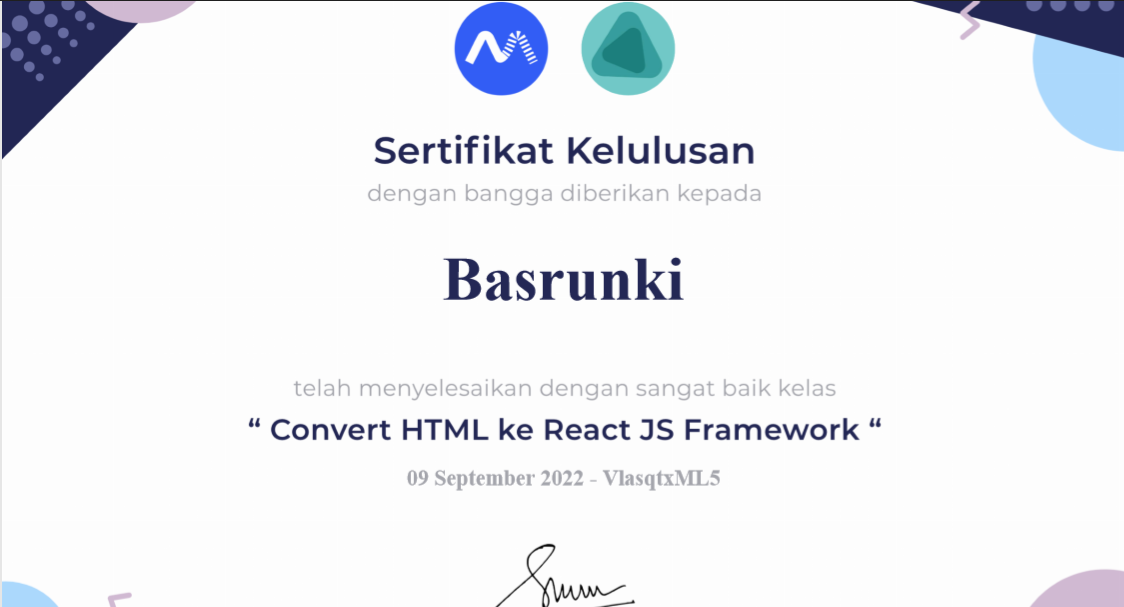 Sertifikat Kelulusan
dengan bangga diberikan kepada
Basrunki
telah menyelesaikan dengan sangat baik kelas
“ Convert HTML ke React JS Framework “
09 September 2022 - VlasqtxML5